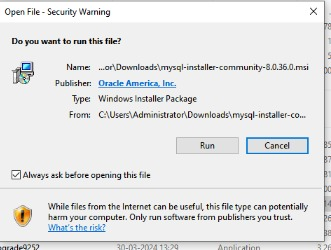 Open File - Security Warning
Do you want to run this file?
Name: ...or\Downloads\mysql-installer-community-8.0.36.0.msi
Publisher: Oracle America, Inc.
Type: Windows Installer Package
From: C:\Users\Administrator\Downloads\mysql-installer-co...
Run
Cancel
Always ask before opening this file
While files from the Internet can be useful, this file type can potentially
harm your computer. Only run software from publishers you trust.
What's the risk?
pgrade9252 30-03-2024 13:29 Application